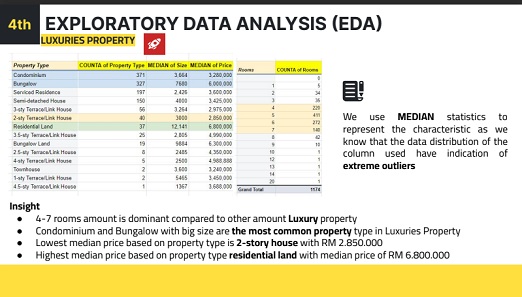 4th
EXPLORATORY DATA ANALYSIS (EDA)
LUXURIES PROPERTY
Property Type COUNTA of Property Type MEDIAN of Size MEDIAN of Price
Condominium 371 3,664 3,280,000
Bungalow 327 7600 6,000,000
Serviced Residence 197 2,426 3,600,000
Semi-detached House 150 4000 3,425,000
3-sty Terrace/Link House 56 3,264 2,975,000
2-sty Terrace/Link House 40 3000 2,850,000
Residential Land 37 12,141 6,800,000
3.5-sty Terrace/Link House 25 2,805 4,990,000
Bungalow Land 19 9884 6,300,000
2.5-sty Terrace/Link House 8 2485 4,350,000
4-sty Terrace/Link House 5 2500 4,988,888
Townhouse 2 3,600 3,240,000
1-sty Terrace/Link House 2 5465 3,450,000
4.5-sty Terrace/Link House 1 1367 3,688,000
Rooms COUNTA of Rooms
0
1 5
2 34
3 35
4 220
5 411
6 272
7 140
8 42
9 10
10 1
12 1
13 1
14 1
20 1
Grand Total 1174
We use MEDIAN statistics to
represent the characteristic as we
know that the data distribution of the
column used have indication of
extreme outliers
Insight
● 4-7 rooms amount is dominant compared to other amount Luxury property
● Condominium and Bungalow with big size are the most common property type in Luxuries Property
● Lowest median price based on property type is 2-story house with RM 2.850.000
● Highest median price based on property type residential land with median price of RM 6.800.000